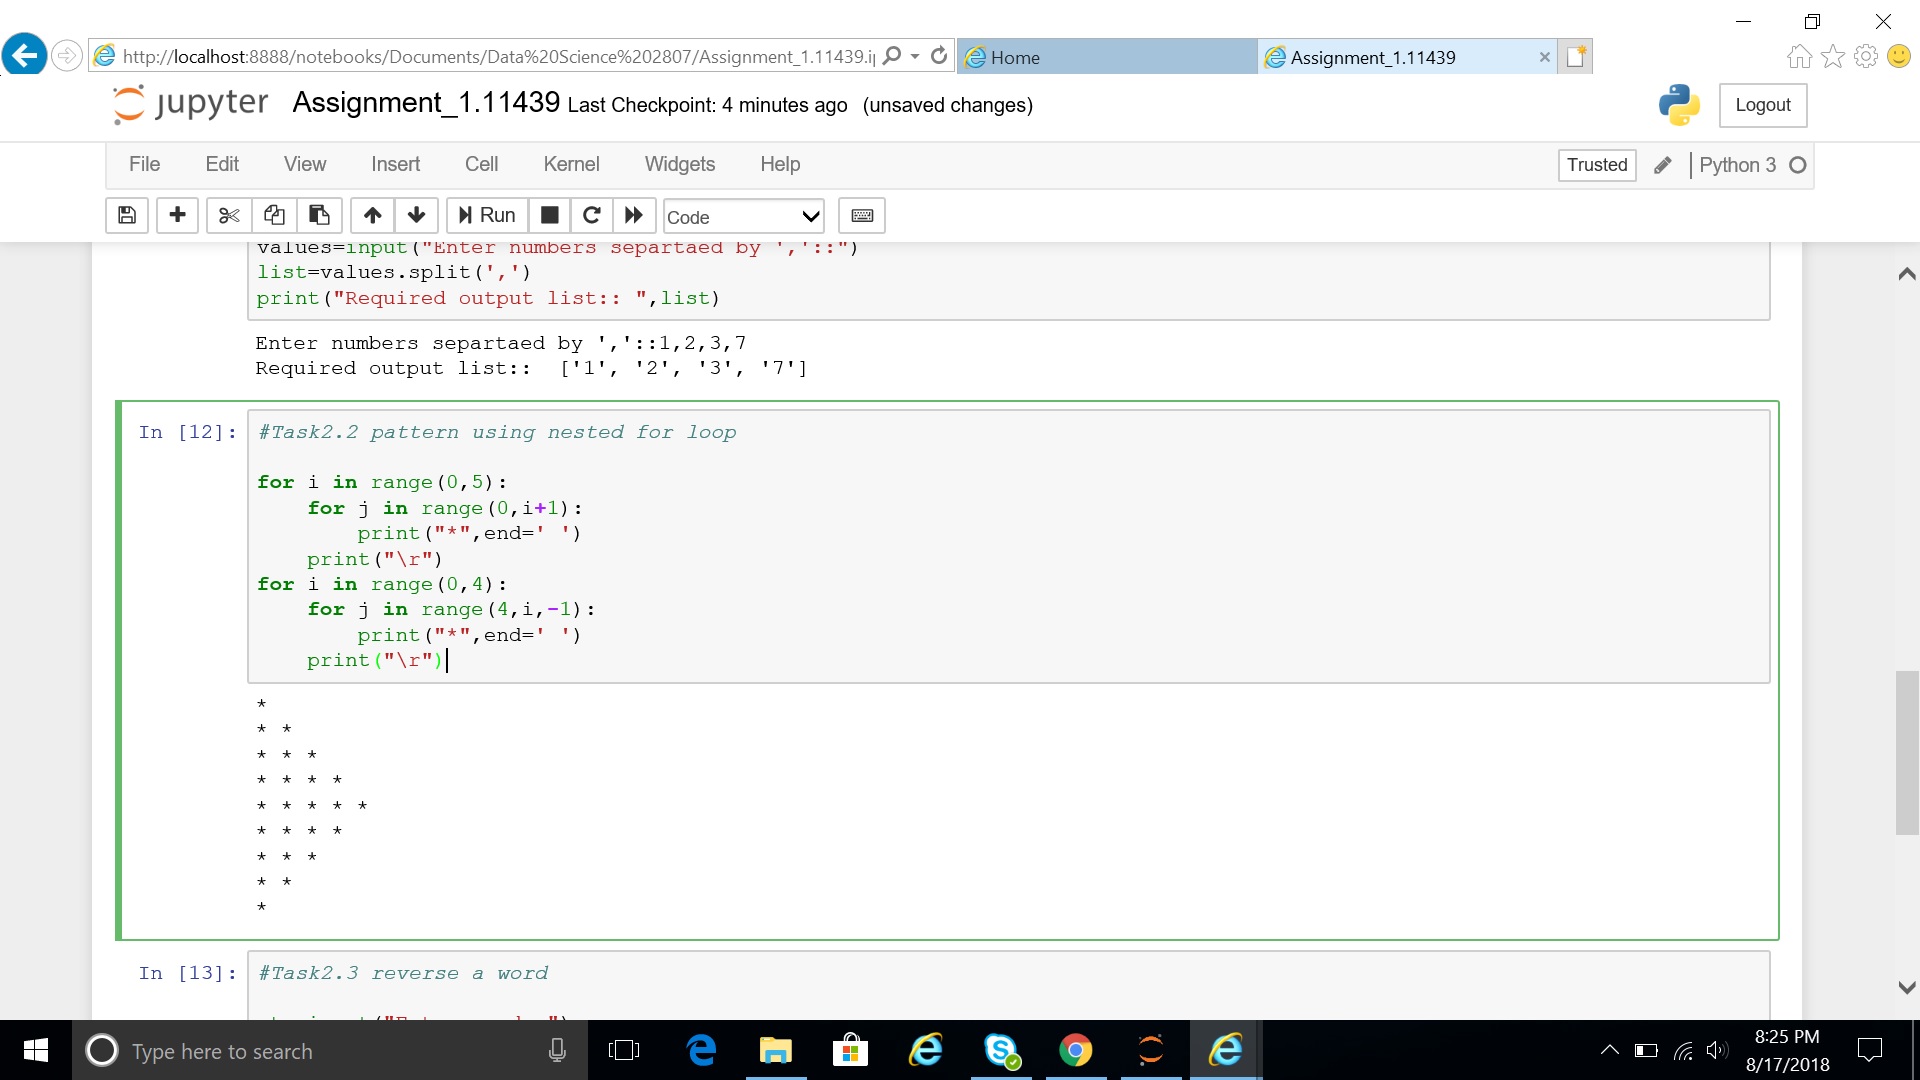 http://localhost:8888/notebooks/Documents/Data%20Science%202807/Assignment_1.11439.i
Home
Assignment_1.11439
jupyter Assignment_1.11439 Last Checkpoint: 4 minutes ago (unsaved changes)
Logout
File Edit View Insert Cell Kernel Widgets Help
Trusted
Python 3
Run
Code
values=input("Enter numbers separtaed by ','::")
list=values.split(',')
print("Required output list:: ",list)
Enter numbers separtaed by ','::1,2,3,7
Required output list::  ['1', '2', '3', '7']
In [12]:
#Task2.2 pattern using nested for loop
for i in range(0,5):
    for j in range(0,i+1):
        print("*",end=' ')
    print("\r")
for i in range(0,4):
    for j in range(4,i,-1):
        print("*",end=' ')
    print("\r")
*
* *
* * *
* * * *
* * * * *
* * * *
* * *
* *
*
In [13]:
#Task2.3 reverse a word
Type here to search
8:25 PM
8/17/2018